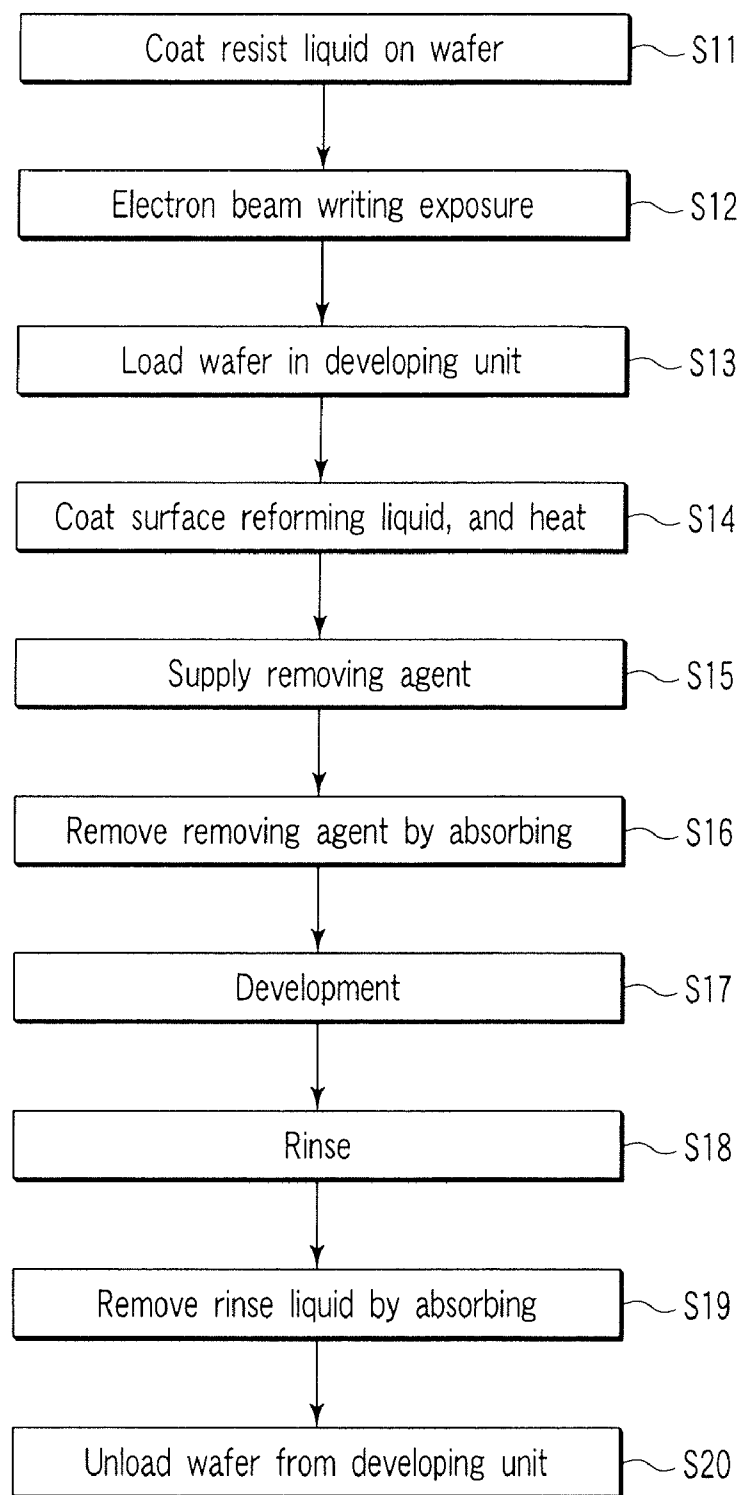 Coat resist liquid on wafer S11
Electron beam writing exposure S12
Load wafer in developing unit S13
Coat surface reforming liquid, and heat S14
Supply removing agent S15
Remove removing agent by absorbing S16
Development S17
Rinse S18
Remove rinse liquid by absorbing S19
Unload wafer from developing unit S20